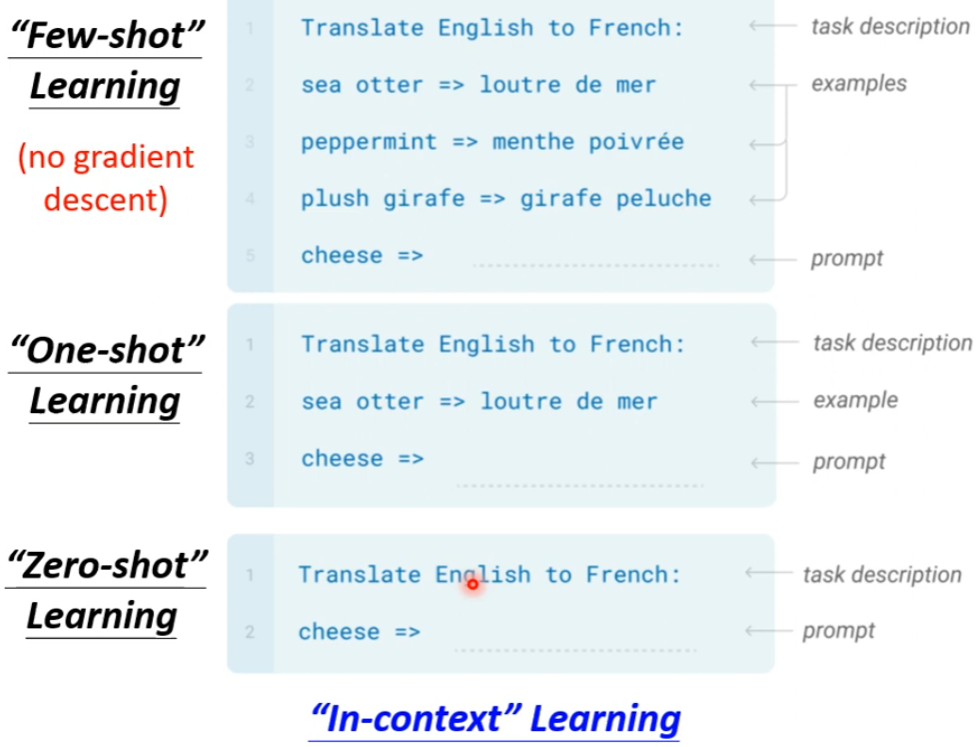 “Few-shot”
Learning
(no gradient
descent)
1 Translate English to French: task description
2 sea otter => loutre de mer examples
3 peppermint => menthe poivrée
4 plush girafe => girafe peluche
5 cheese => prompt
“One-shot”
Learning
1 Translate English to French: task description
2 sea otter => loutre de mer example
3 cheese => prompt
“Zero-shot”
Learning
1 Translate English to French: task description
2 cheese => prompt
“In-context” Learning